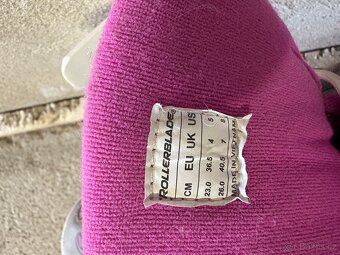 ROLLERBLADE
CM EU UK US
23.0 36.5 4 5
26.0 40.5 7 8
MADE IN VIETNAM